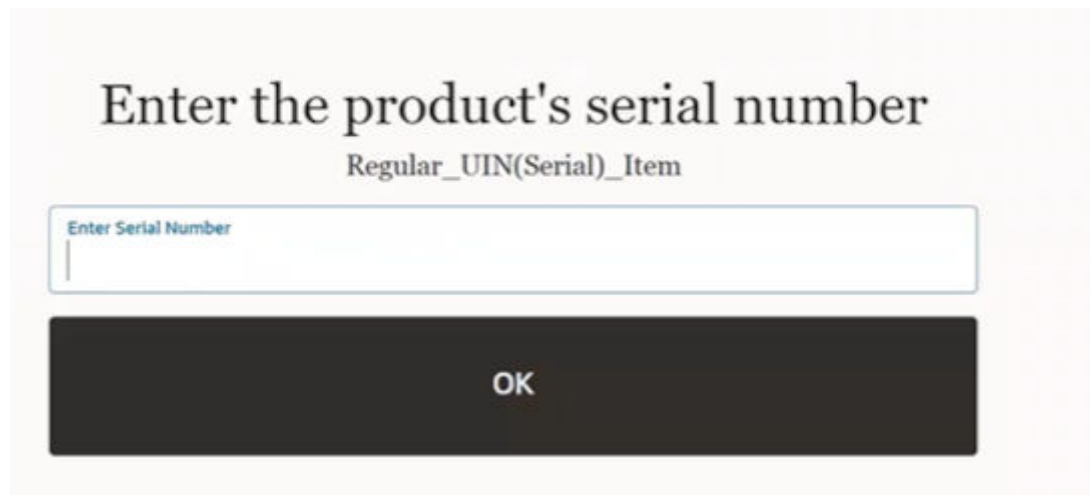 Enter the product's serial number
Regular_UIN(Serial)_Item
Enter Serial Number
OK